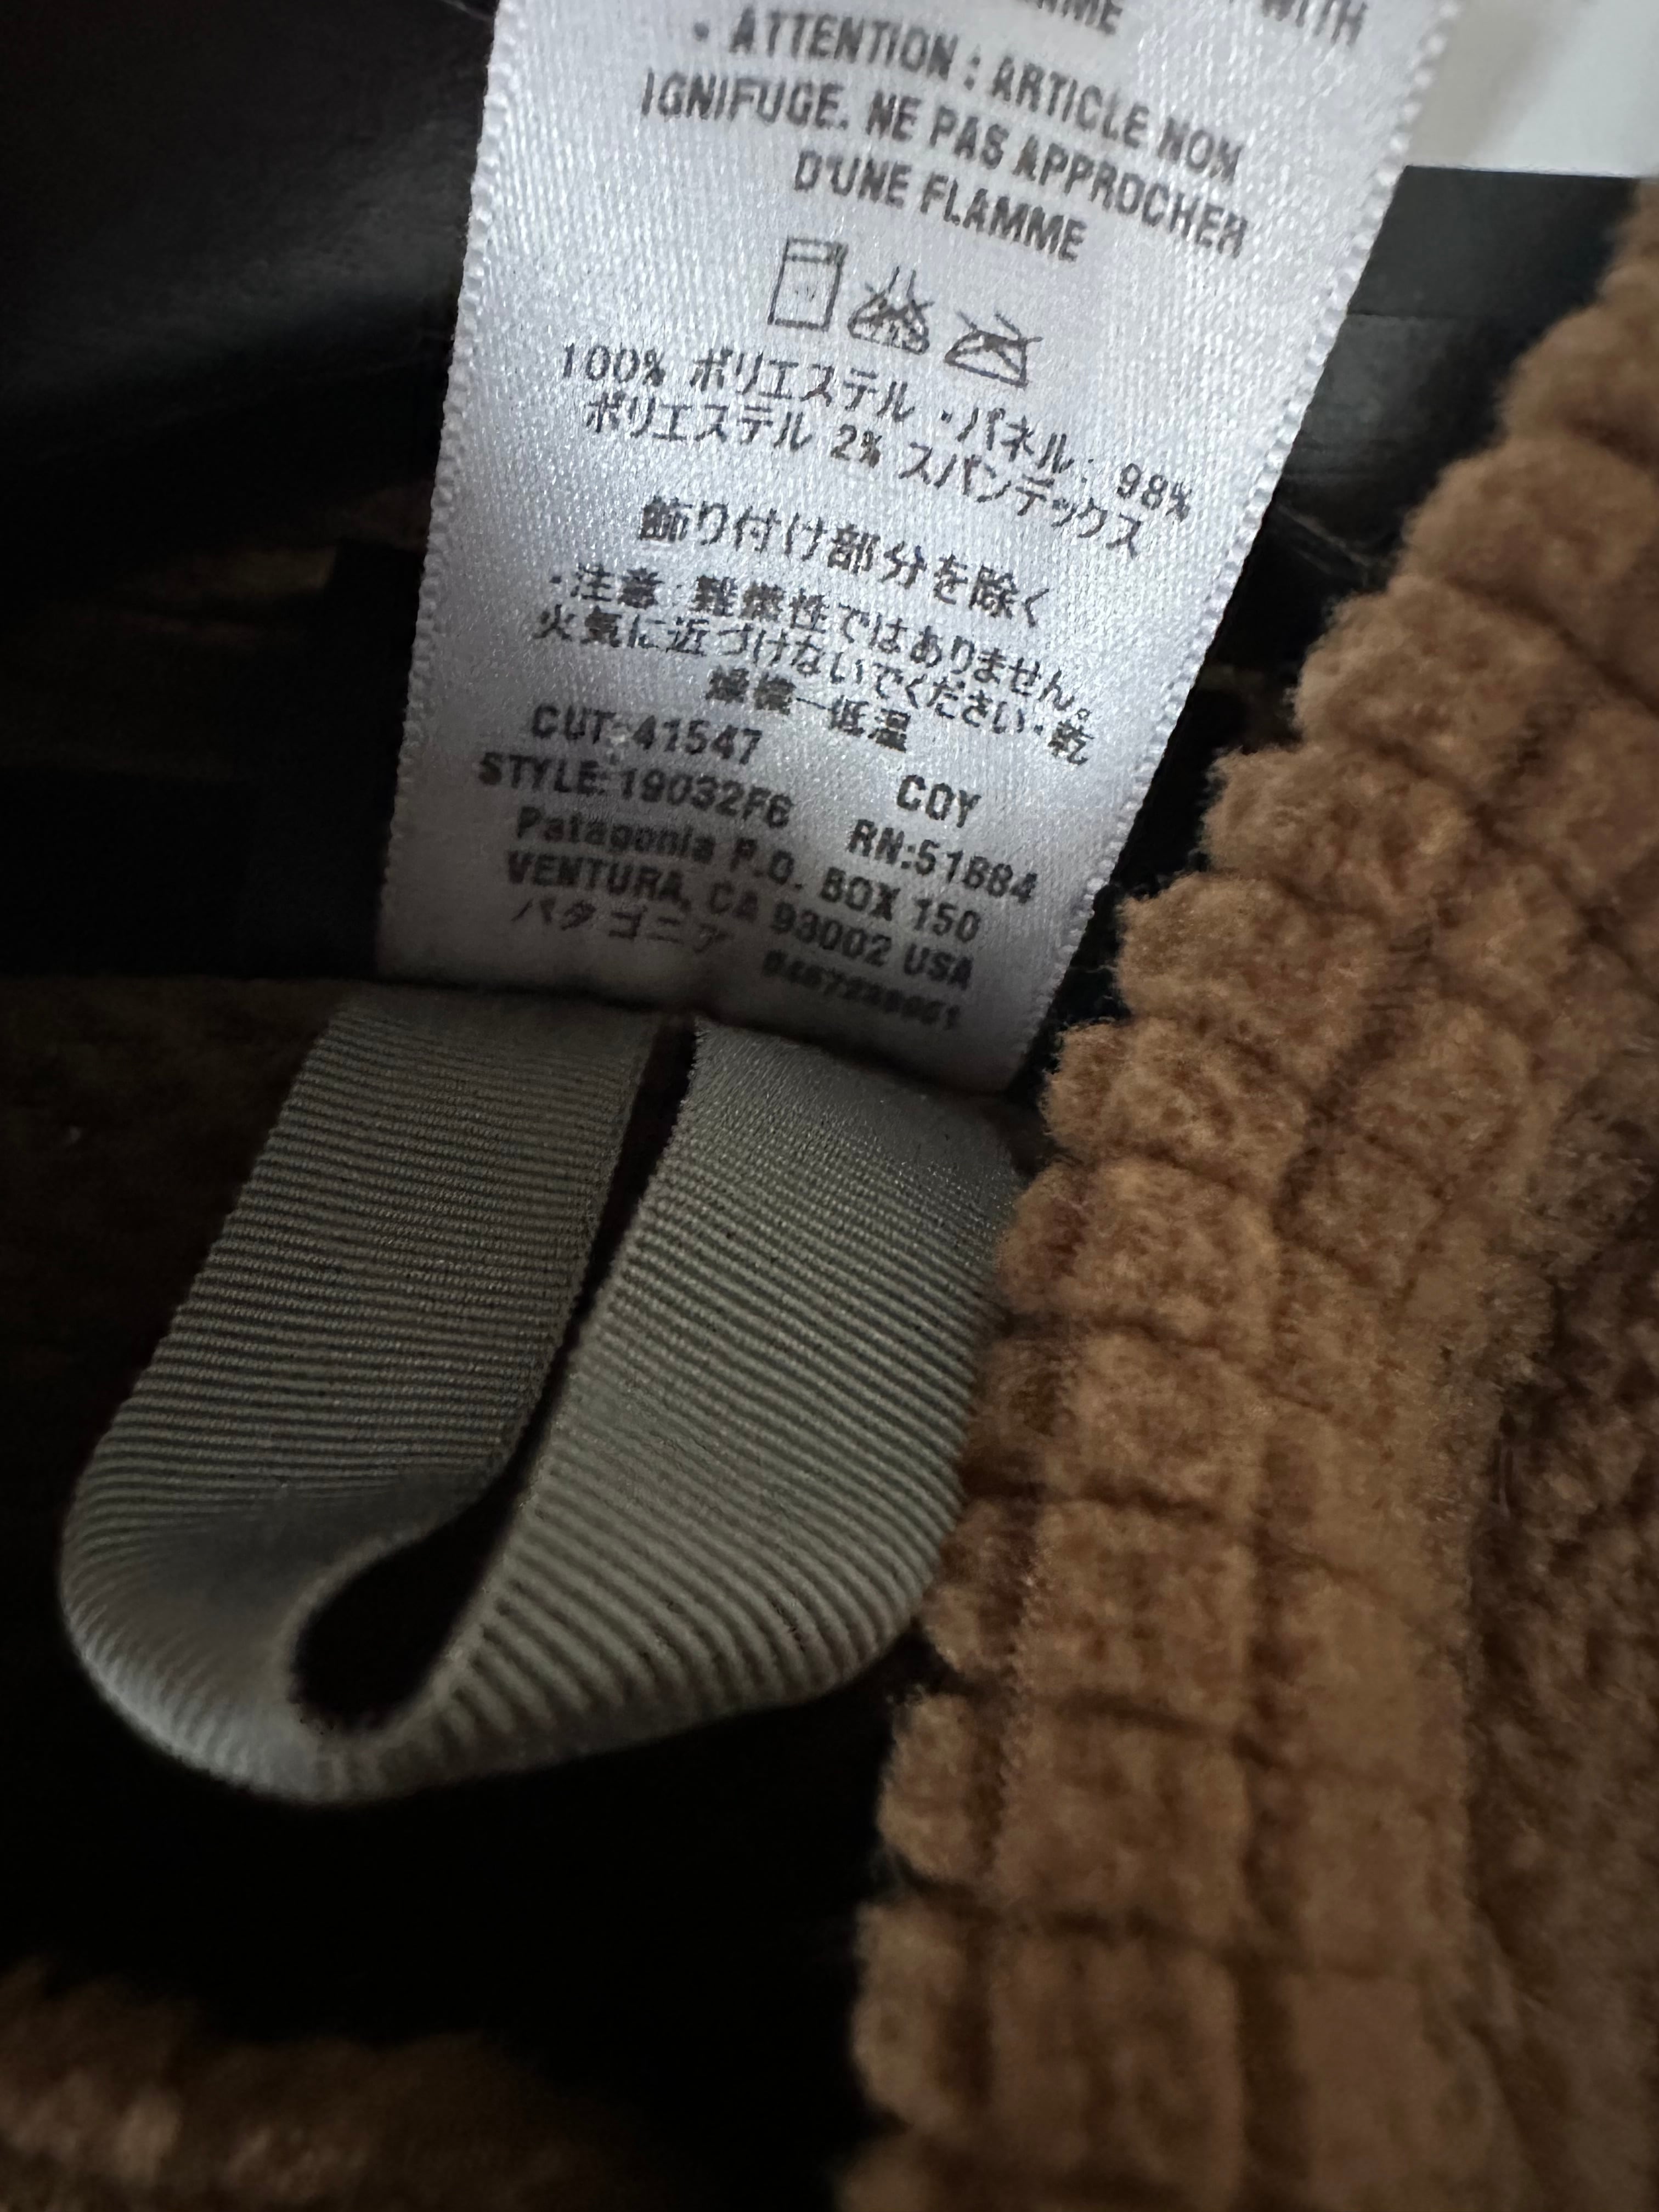 WITH
• ATTENTION : ARTICLE NON
IGNIFUGE. NE PAS APPROCHER
D'UNE FLAMME
100% ポリエステル・パネル: 98%
ポリエステル 2% スパンデックス
飾り付け部分を除く
・注意: 難燃性ではありません。
火気に近づけないでください・乾
燥機一低温
CUT: 41547 COY
STYLE: 19032F6 RN:51884
Patagonia P.O. BOX 150
VENTURA, CA 93002 USA
パタゴニア